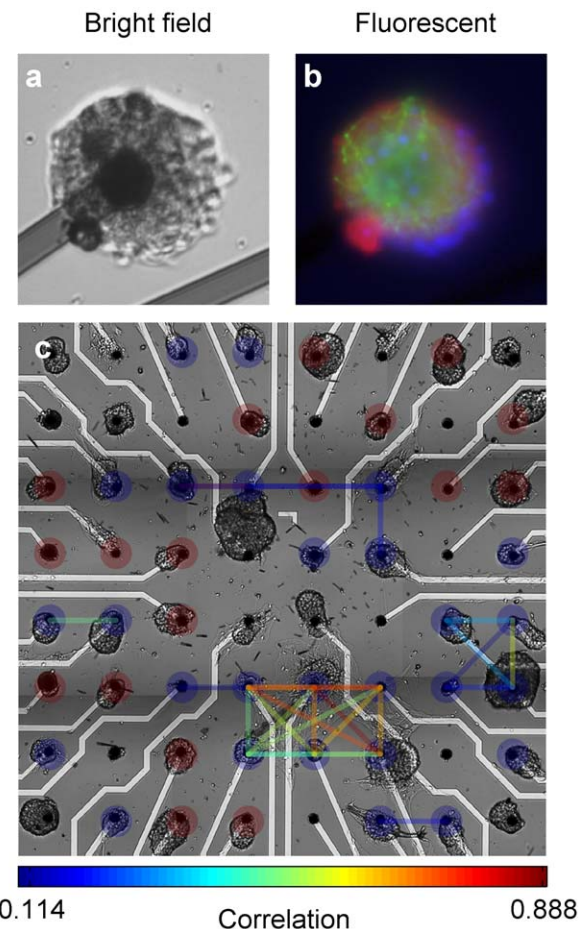 Bright field
Fluorescent
a
b
c
0.114
0.888
Correlation